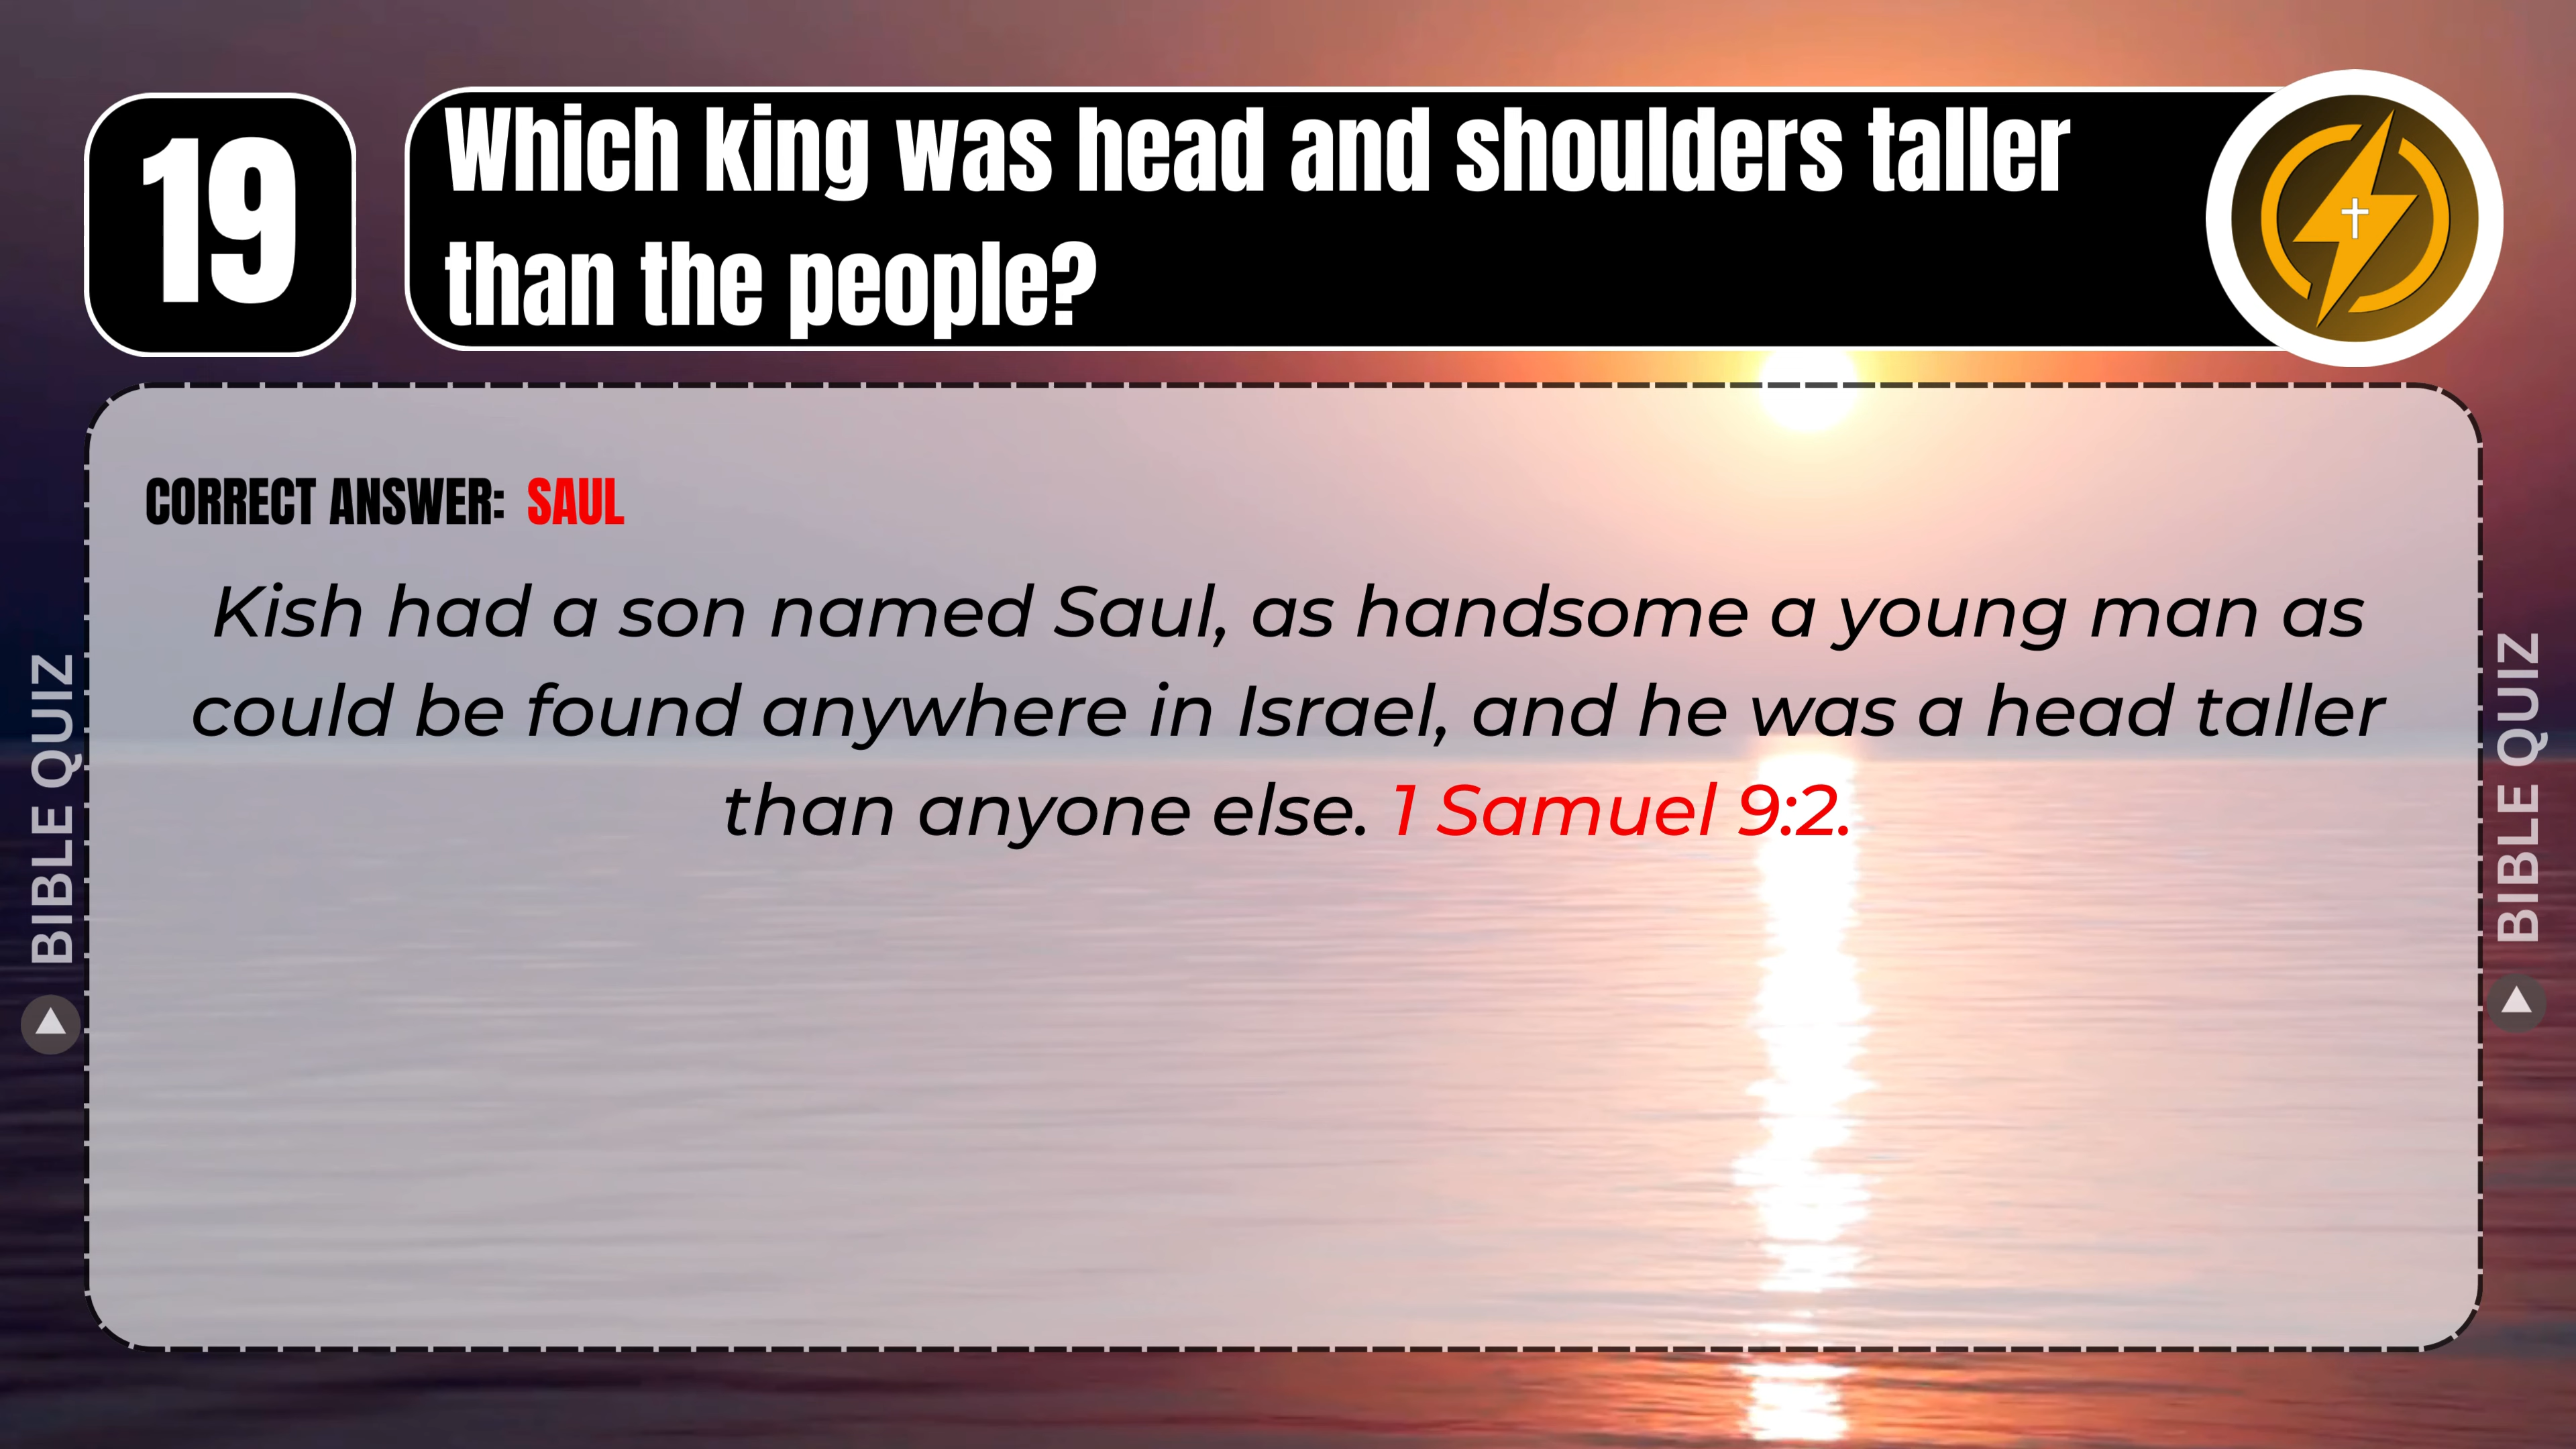 19
Which king was head and shoulders taller
than the people?
CORRECT ANSWER: SAUL
Kish had a son named Saul, as handsome a young man as
could be found anywhere in Israel, and he was a head taller
than anyone else. 1 Samuel 9:2.
BIBLE QUIZ
BIBLE QUIZ